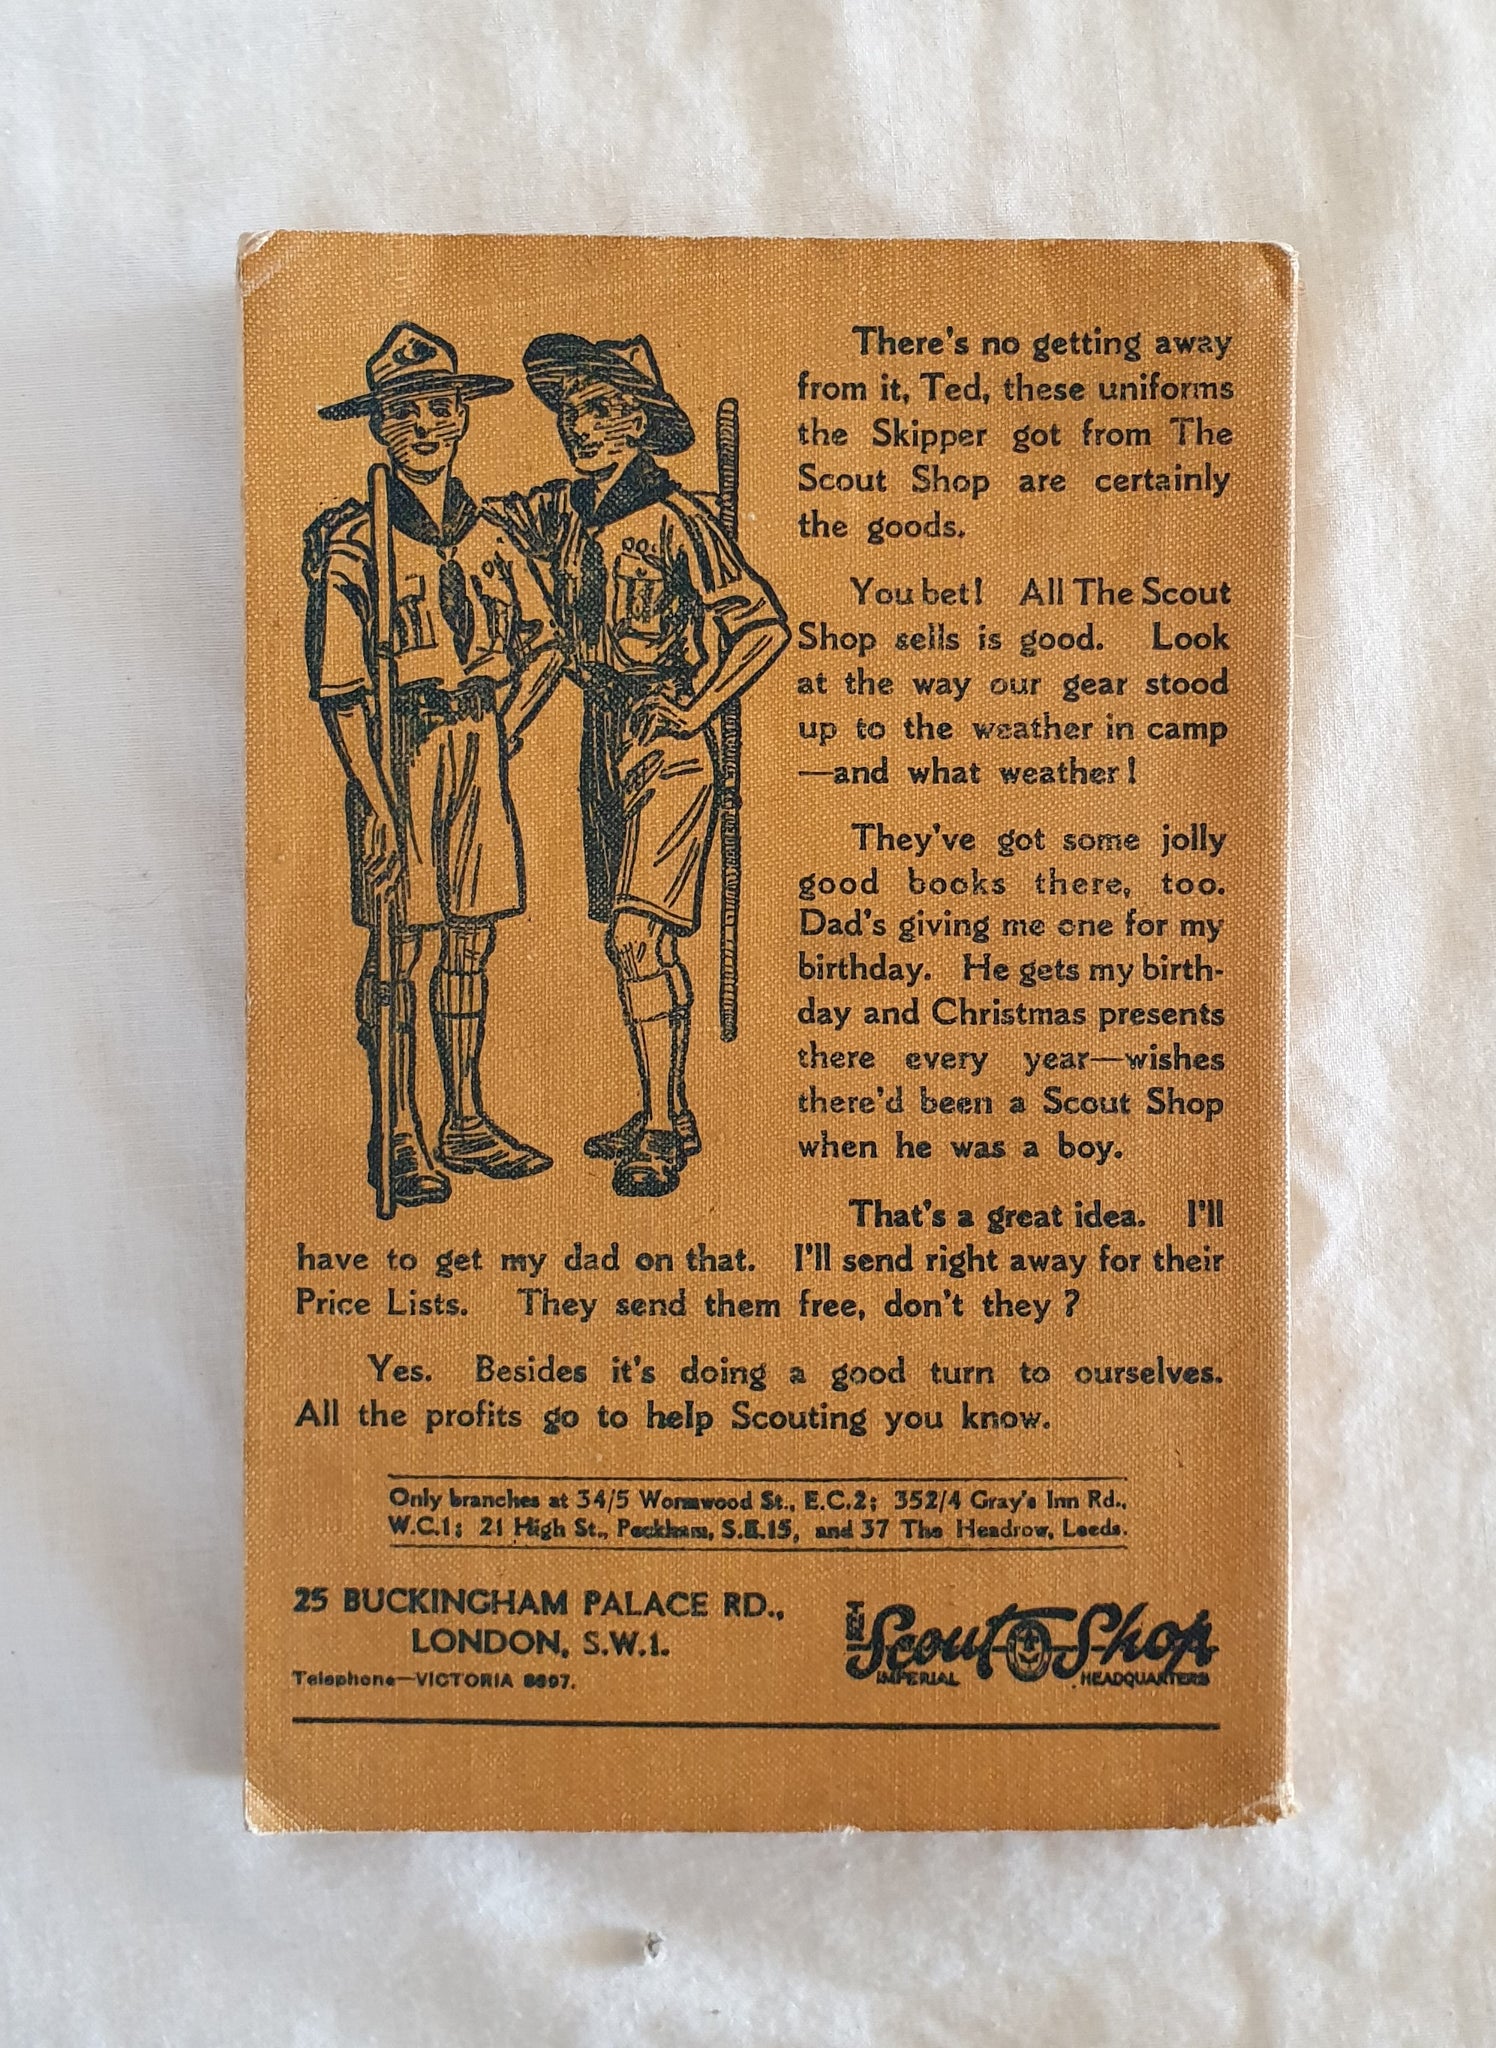 There's no getting away
from it, Ted, these uniforms
the Skipper got from The
Scout Shop are certainly
the goods.
You bet! All The Scout
Shop sells is good. Look
at the way our gear stood
up to the weather in camp
—and what weather!
They've got some jolly
good books there, too.
Dad's giving me one for my
birthday. He gets my birth-
day and Christmas presents
there every year—wishes
there'd been a Scout Shop
when he was a boy.
That's a great idea. I'll
have to get my dad on that. I'll send right away for their
Price Lists. They send them free, don't they?
Yes. Besides it's doing a good turn to ourselves.
All the profits go to help Scouting you know.
Only branches at 34/5 Wormwood St., E.C.2; 352/4 Gray's Inn Rd.,
W.C.1; 21 High St., Peckham, S.E.15, and 37 The Headrow, Leeds.
25 BUCKINGHAM PALACE RD.,
LONDON, S.W.1.
Telephone—VICTORIA
THE Scout Shop
IMPERIAL HEADQUARTERS